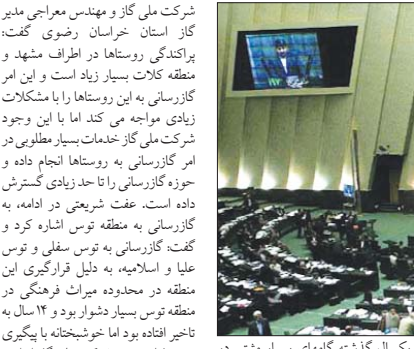 شرکت ملی گاز و مهندس معراجی مدیر
گاز استان خراسان رضوی گفت:
پراکندگی روستاها در اطراف مشهد و
منطقه کلات بسیار زیاد است و این امر
گازرسانی به این روستاها را با مشکلات
زیادی مواجه می کند اما با این وجود
شرکت ملی گاز خدمات بسیار مطلوبی در
امر گازرسانی به روستاها انجام داده و
حوزه گازرسانی را تا حد زیادی گسترش
داده است. عفت شریعتی در ادامه، به
گازرسانی به منطقه توس اشاره کرد و
گفت: گازرسانی به توس سفلی و توس
علیا و اسلامیه، به دلیل قرارگیری این
منطقه در محدوده میراث فرهنگی در
منطقه توس بسیار دشوار بود و ۱۴ سال به
تاخیر افتاده بود اما خوشبختانه با پیگیری